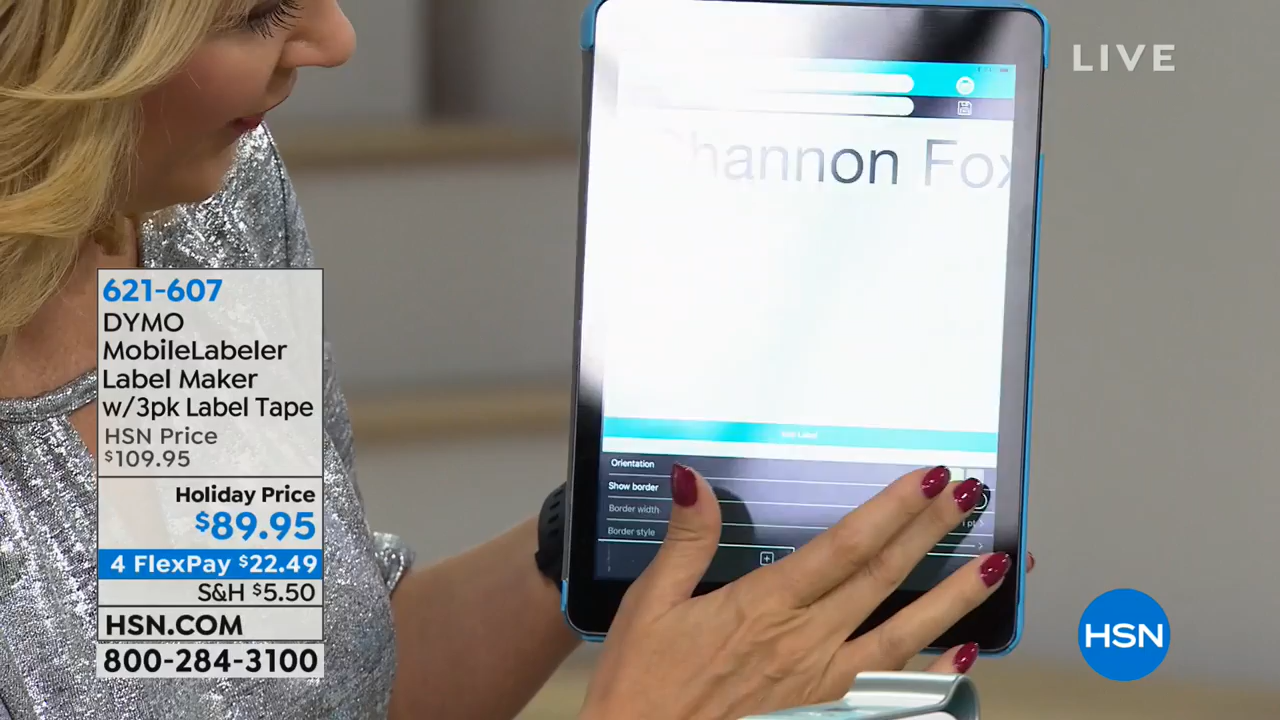 LIVE
hannon Fox
621-607
DYMO
MobileLabeler
Label Maker
w/3pk Label Tape
HSN Price
$109.95
Holiday Price
$89.95
4 FlexPay $22.49
S&H $5.50
HSN.COM
800-284-3100
Orientation
Show border
Border width
1 pt
Border style
HSN